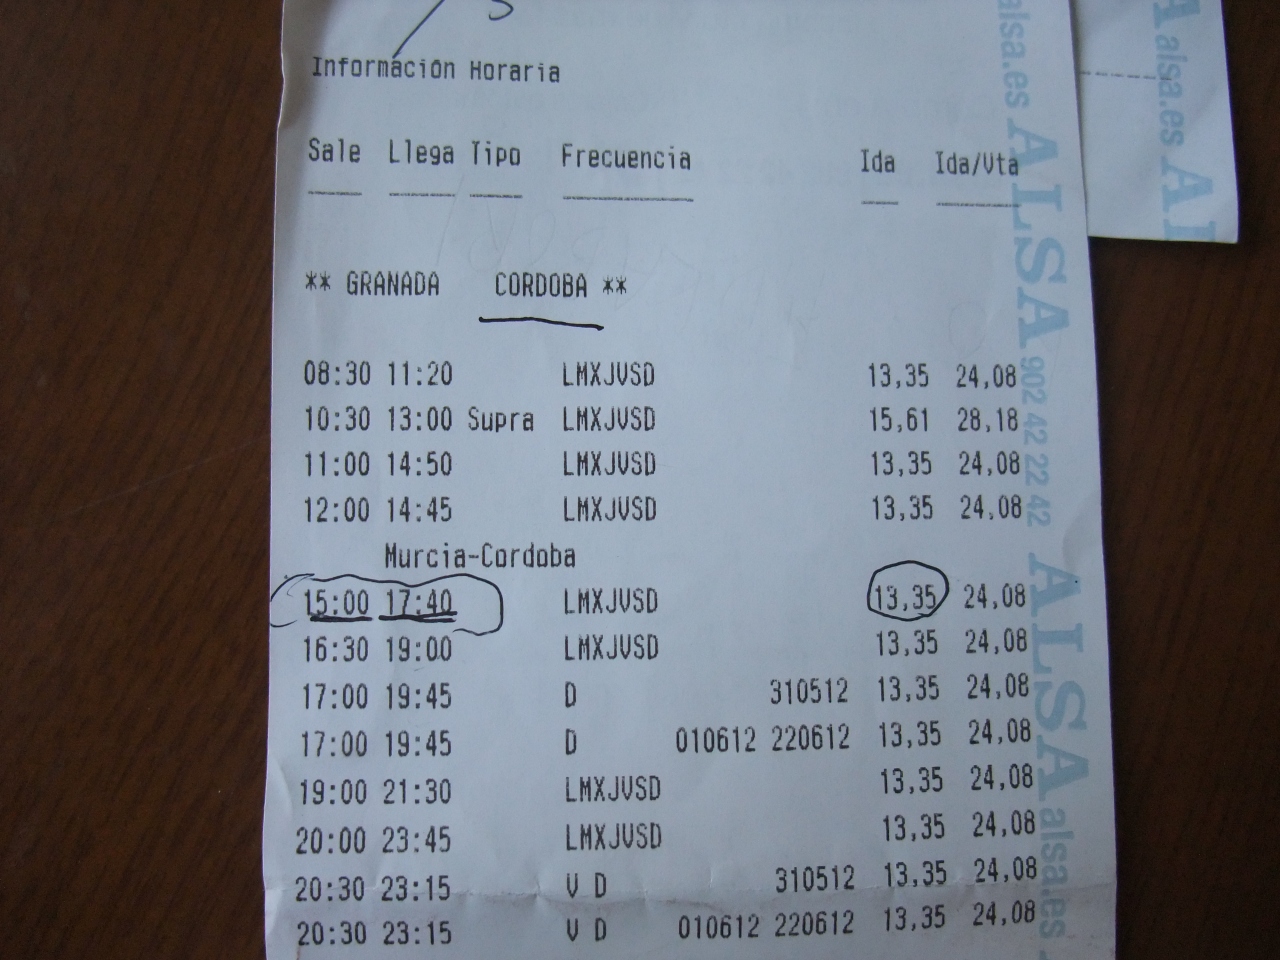 Información Horaria
Sale Llega Tipo Frecuencia Ida Ida/Vta
** GRANADA CORDOBA **
08:30 11:20 LMXJVSD 13,35 24,08
10:30 13:00 Supra LMXJVSD 15,61 28,18
11:00 14:50 LMXJVSD 13,35 24,08
12:00 14:45 LMXJVSD 13,35 24,08
Murcia-Cordoba
15:00 17:40 LMXJVSD 13,35 24,08
16:30 19:00 LMXJVSD 13,35 24,08
17:00 19:45 D 310512 13,35 24,08
17:00 19:45 D 010612 220612 13,35 24,08
19:00 21:30 LMXJVSD 13,35 24,08
20:00 23:45 LMXJVSD 13,35 24,08
20:30 23:15 V D 310512 13,35 24,08
20:30 23:15 V D 010612 220612 13,35 24,08
alsa.es ALSA 902 42 22 42 ALSA alsa.es
A alsa.es AL